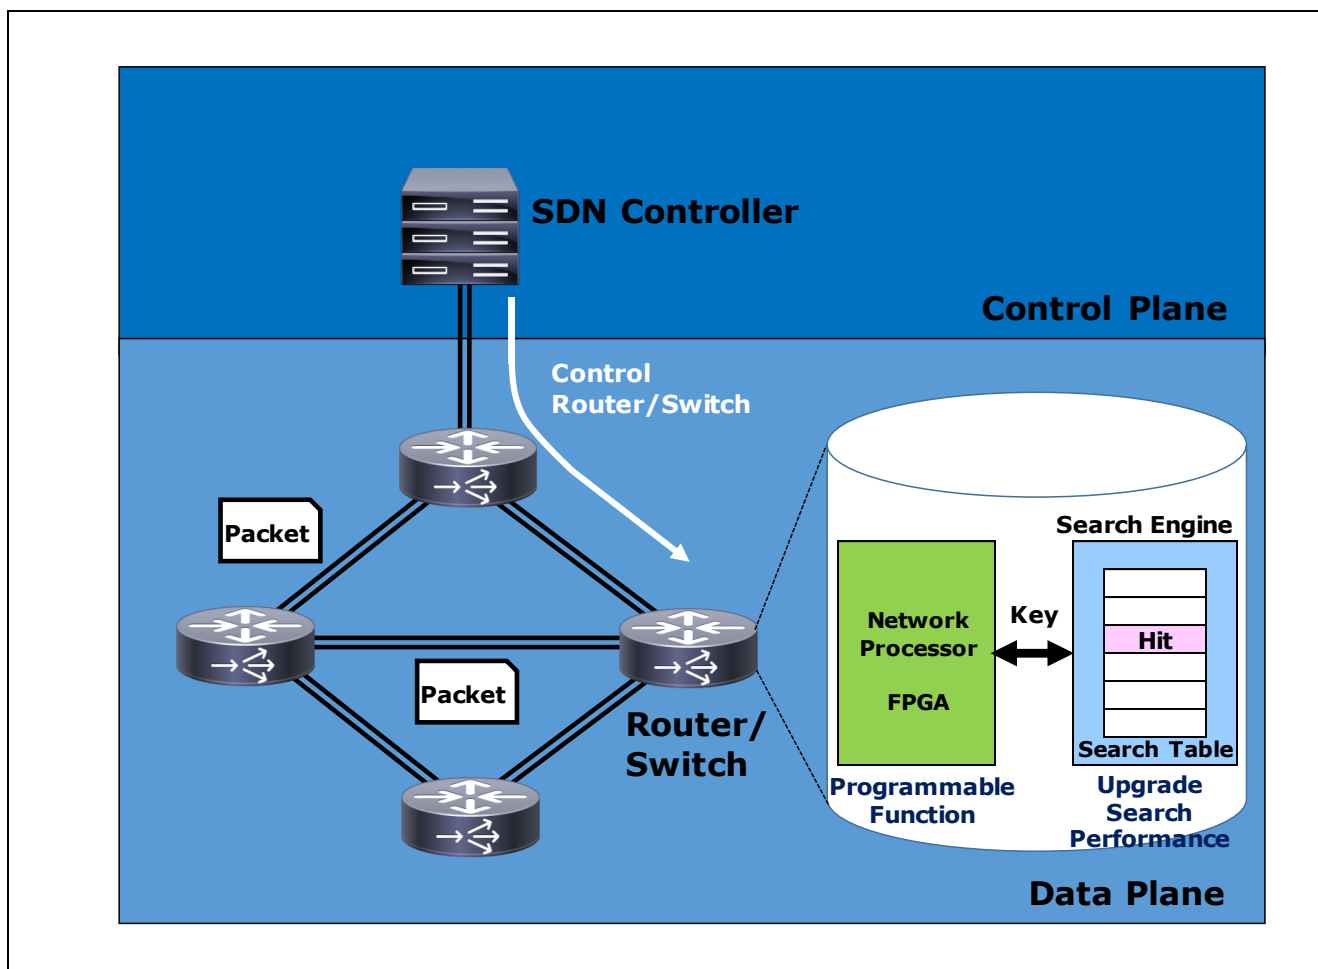 SDN Controller
Control Plane
Control
Router/Switch
Packet
Packet
Router/
Switch
Search Engine
Network
Processor
FPGA
Key
Hit
Search Table
Programmable
Function
Upgrade
Search
Performance
Data Plane